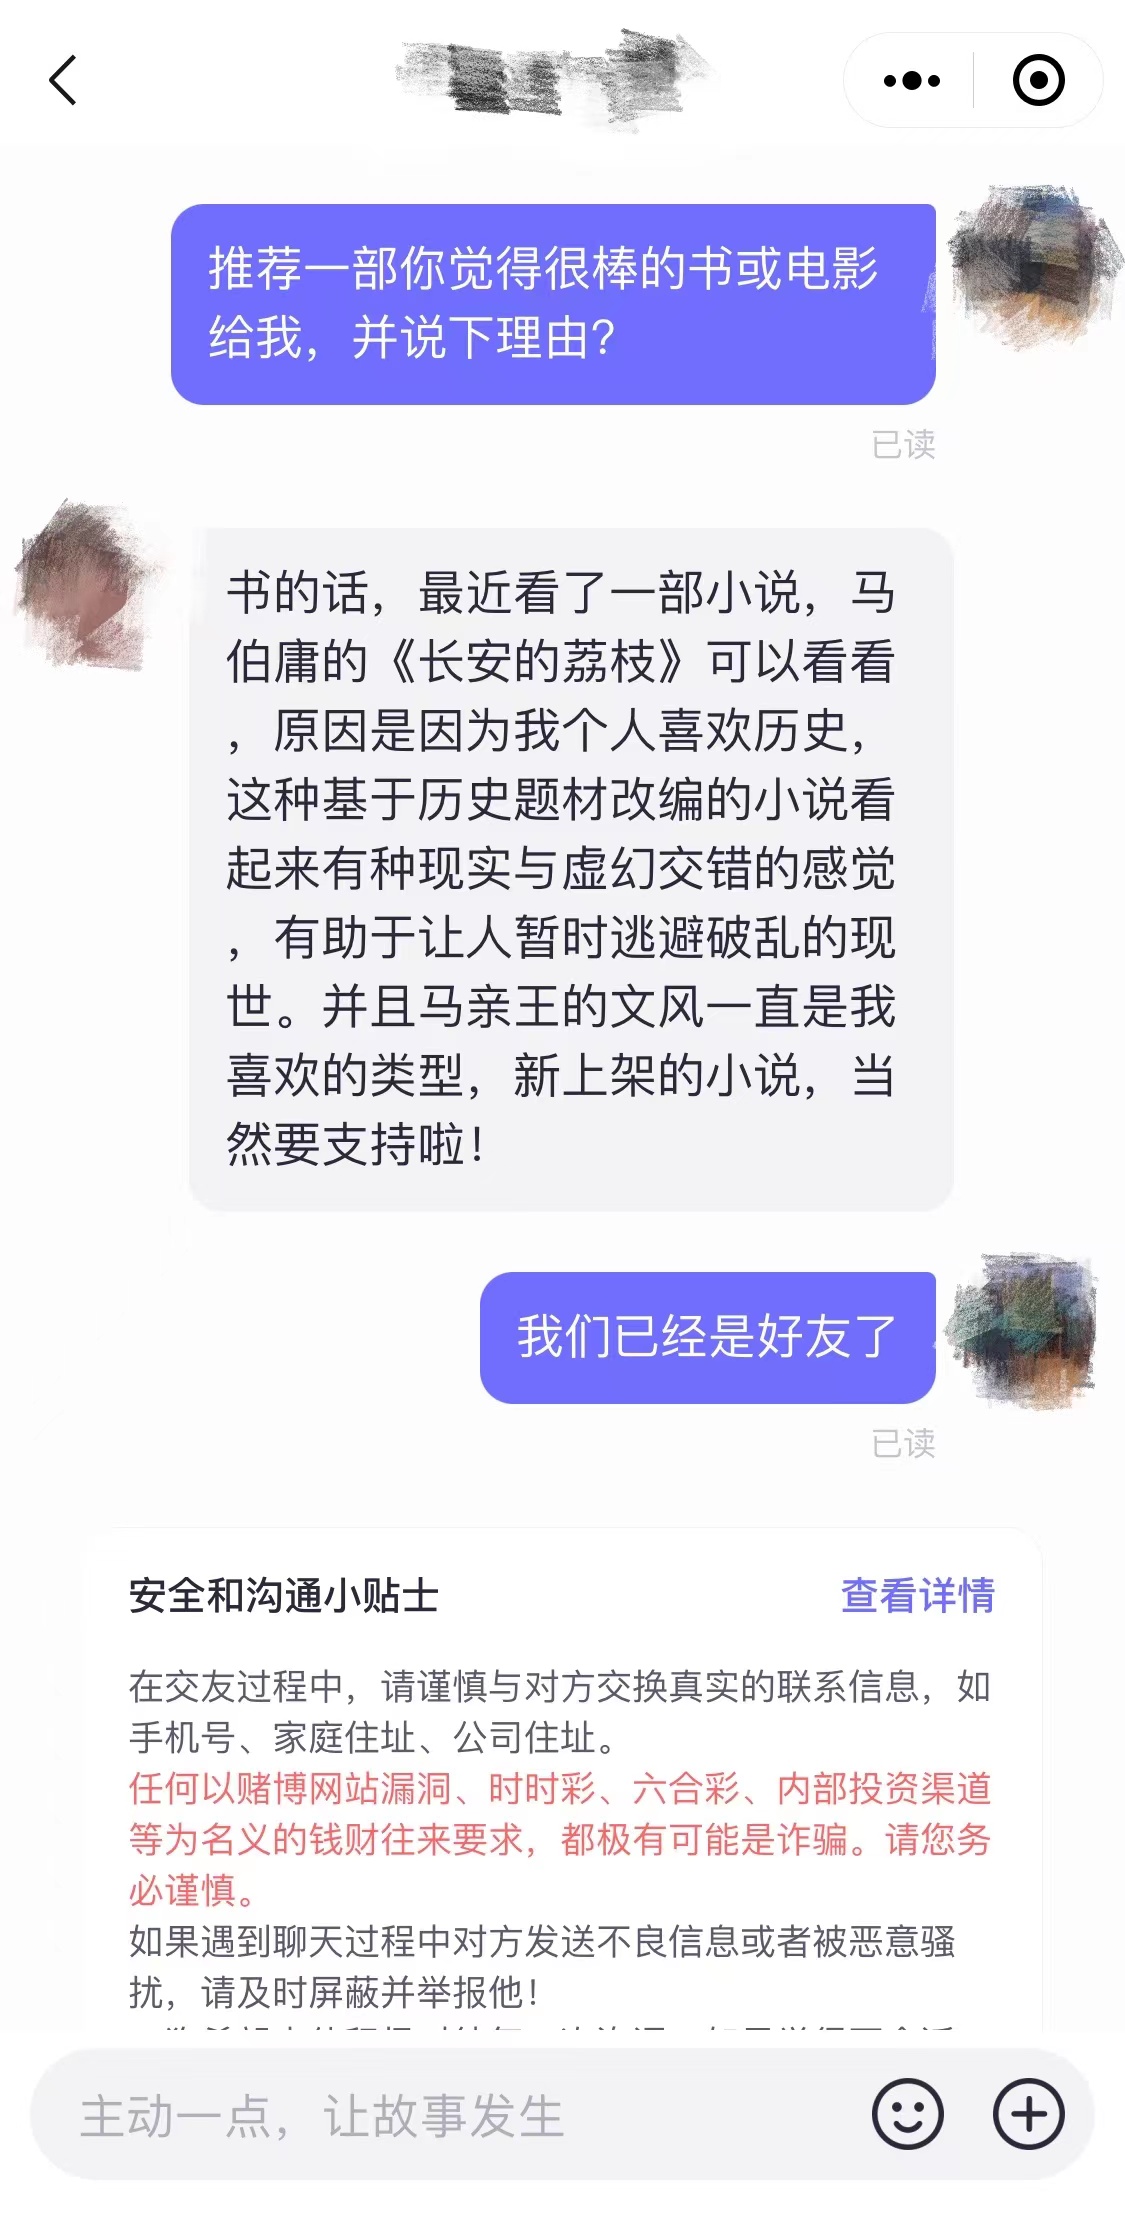 推荐一部你觉得很棒的书或电影
给我，并说下理由？
已读
书的话，最近看了一部小说，马
伯庸的《长安的荔枝》可以看看
，原因是因为我个人喜欢历史，
这种基于历史题材改编的小说看
起来有种现实与虚幻交错的感觉
，有助于让人暂时逃避破乱的现
世。并且马亲王的文风一直是我
喜欢的类型，新上架的小说，当
然要支持啦！
我们已经是好友了
已读
安全和沟通小贴士
查看详情
在交友过程中，请谨慎与对方交换真实的联系信息，如
手机号、家庭住址、公司住址。
任何以赌博网站漏洞、时时彩、六合彩、内部投资渠道
等为名义的钱财往来要求，都极有可能是诈骗。请您务
必谨慎。
如果遇到聊天过程中对方发送不良信息或者被恶意骚
扰，请及时屏蔽并举报他！
主动一点，让故事发生